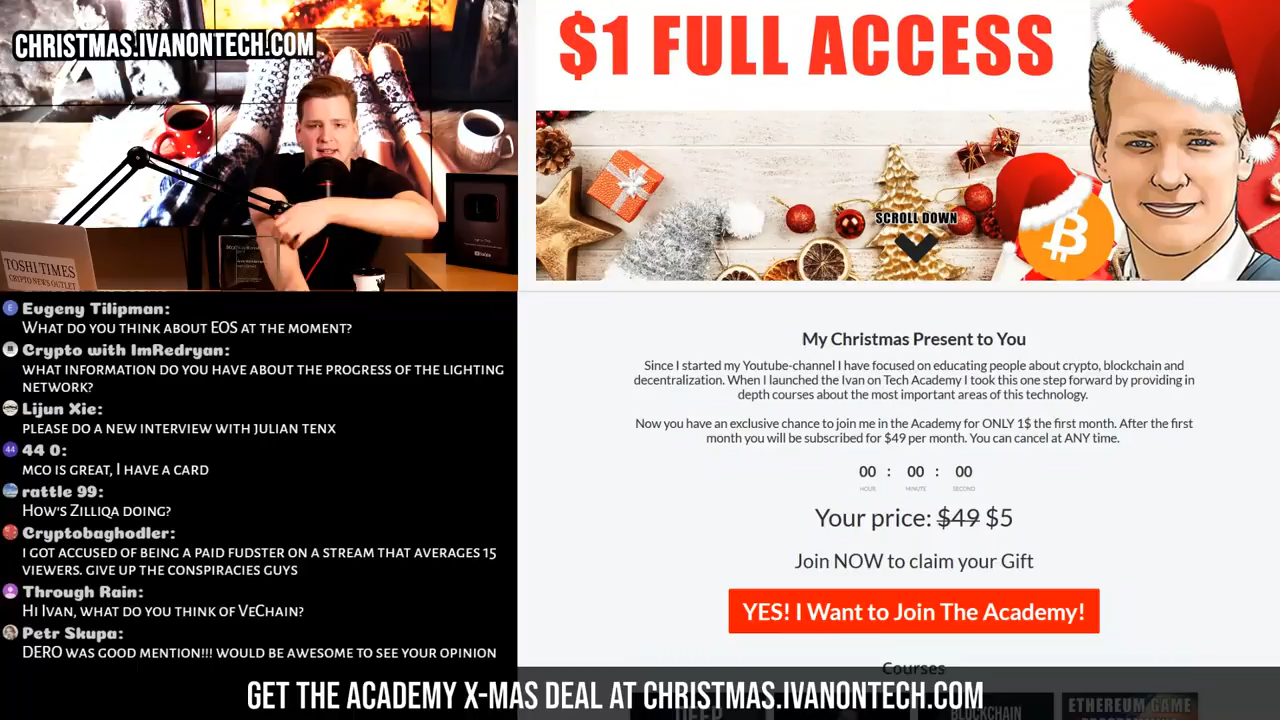 CHRISTMAS.IVANONTECH.COM
TOSHI TIMES
CRYPTO NEWS OUTLET
Evgeny Tilipman:
WHAT DO YOU THINK ABOUT EOS AT THE MOMENT?
Crypto with ImRedryan:
WHAT INFORMATION DO YOU HAVE ABOUT THE PROGRESS OF THE LIGHTING
NETWORK?
Lijun Xie:
PLEASE DO A NEW INTERVIEW WITH JULIAN TENX
44 0:
MCO IS GREAT, I HAVE A CARD
rattle 99:
HOW'S ZILLIQA DOING?
Cryptobaghodler:
I GOT ACCUSED OF BEING A PAID FUDSTER ON A STREAM THAT AVERAGES 15
VIEWERS. GIVE UP THE CONSPIRACIES GUYS
Through Rain:
HI IVAN, WHAT DO YOU THINK OF VECHAIN?
Petr Skupa:
DERO WAS GOOD MENTION!!! WOULD BE AWESOME TO SEE YOUR OPINION
$1 FULL ACCESS
SCROLL DOWN
My Christmas Present to You
Since I started my Youtube-channel I have focused on educating people about crypto, blockchain and
decentralization. When I launched the Ivan on Tech Academy I took this one step forward by providing in
depth courses about the most important areas of this technology.
Now you have an exclusive chance to join me in the Academy for ONLY 1$ the first month. After the first
month you will be subscribed for $49 per month. You can cancel at ANY time.
00 : 00 : 00
HOUR MINUTE SECOND
Your price: $49 $5
Join NOW to claim your Gift
YES! I Want to Join The Academy!
Courses
DEEP
BLOCKCHAIN
ETHEREUM GAME
GET THE ACADEMY X-MAS DEAL AT CHRISTMAS.IVANONTECH.COM